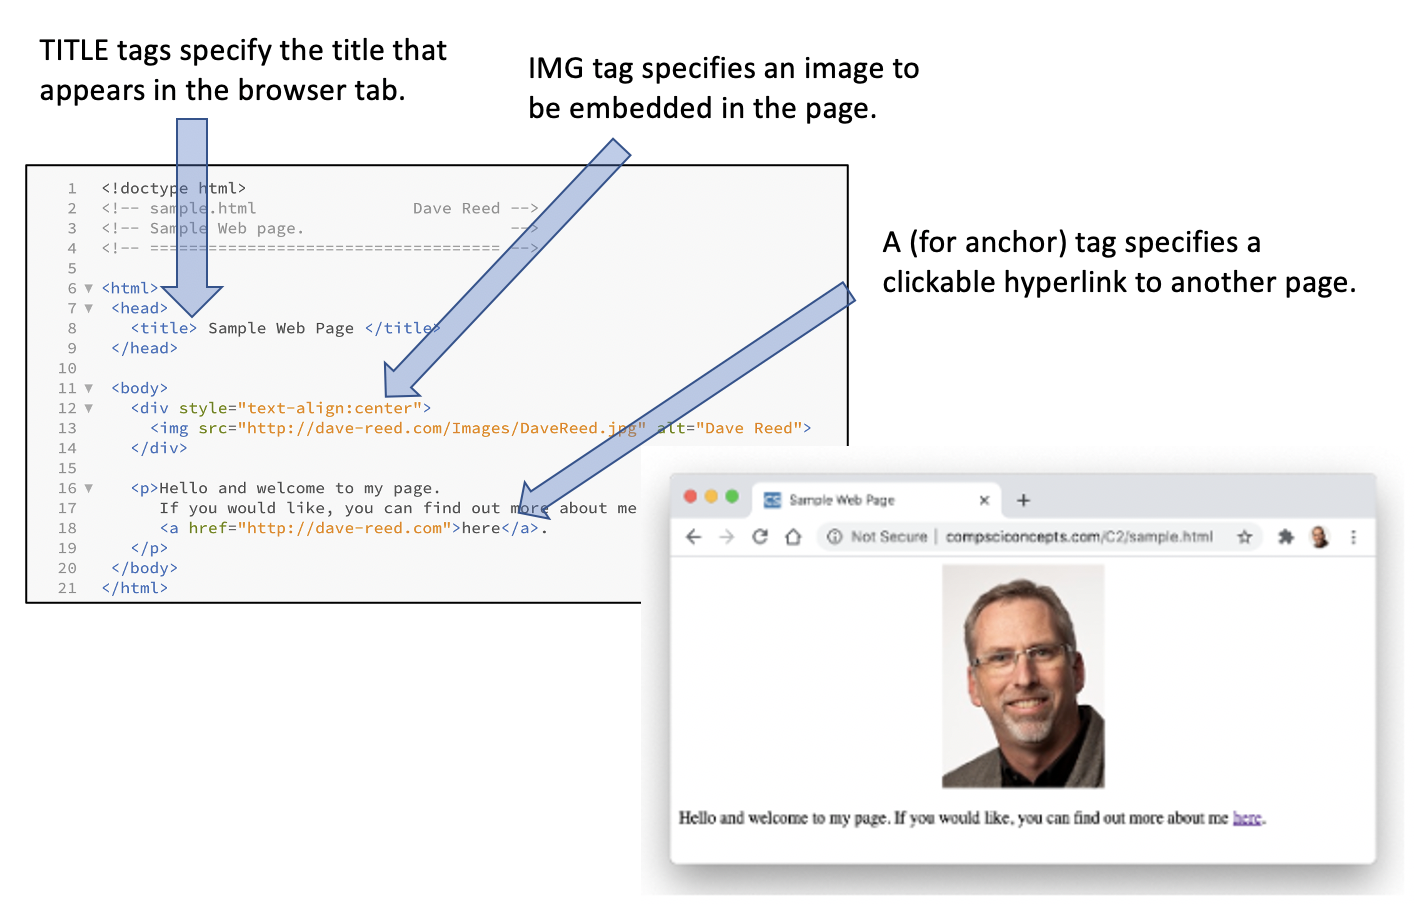 TITLE tags specify the title that
appears in the browser tab.
IMG tag specifies an image to
be embedded in the page.
A (for anchor) tag specifies a
clickable hyperlink to another page.
1 <!doctype html>
2 <!-- sample.html Dave Reed -->
3 <!-- Sample Web page. -->
4 <!-- ==================================== -->
5
6 <html>
7 <head>
8 <title> Sample Web Page </title>
9 </head>
10
11 <body>
12 <div style="text-align:center">
13 <img src="http://dave-reed.com/Images/DaveReed.jpg" alt="Dave Reed">
14 </div>
15
16 <p>Hello and welcome to my page.
17 If you would like, you can find out more about me
18 <a href="http://dave-reed.com">here</a>.
19 </p>
20 </body>
21 </html>
CS Sample Web Page
Not Secure | compsciconcepts.com/C2/sample.html
Hello and welcome to my page. If you would like, you can find out more about me here.